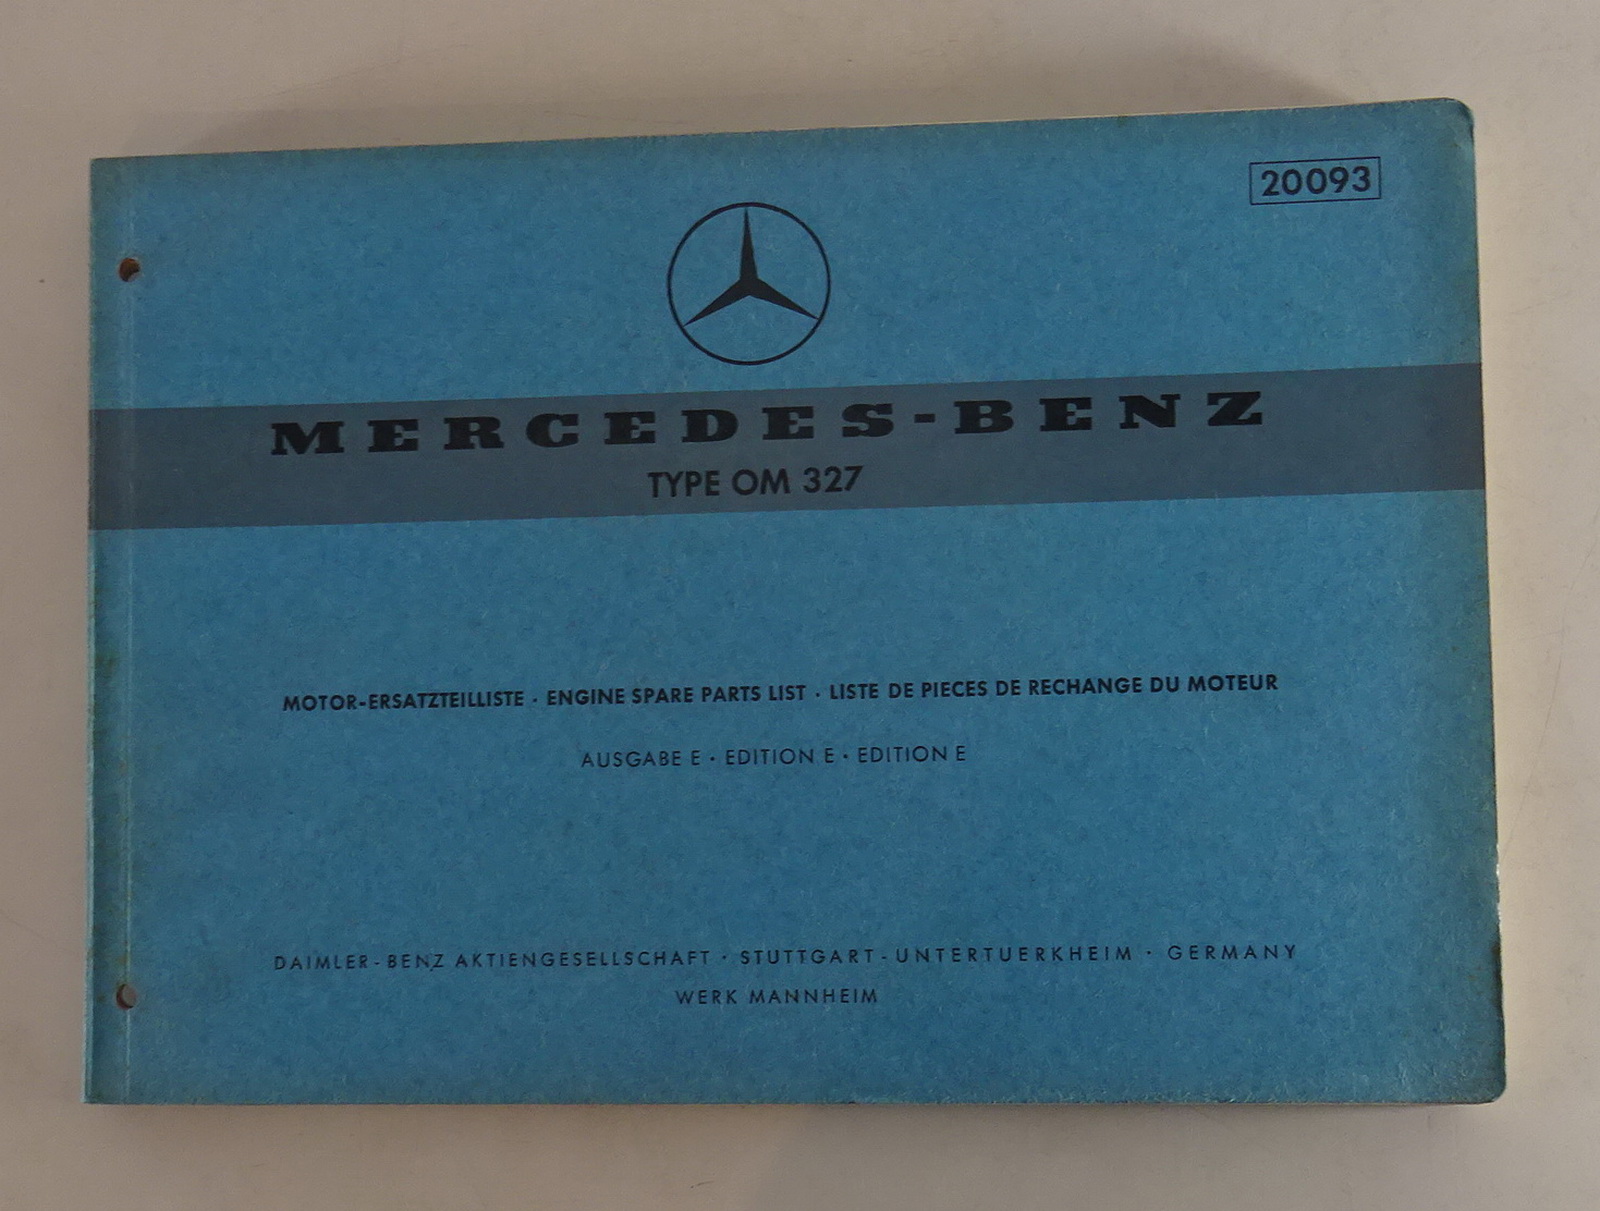 20093
MERCEDES-BENZ
TYPE OM 327
MOTOR-ERSATZTEILLISTE · ENGINE SPARE PARTS LIST · LISTE DE PIECES DE RECHANGE DU MOTEUR
AUSGABE E · EDITION E · EDITION E
DAIMLER-BENZ AKTIENGESELLSCHAFT · STUTTGART-UNTERTUERKHEIM · GERMANY
WERK MANNHEIM